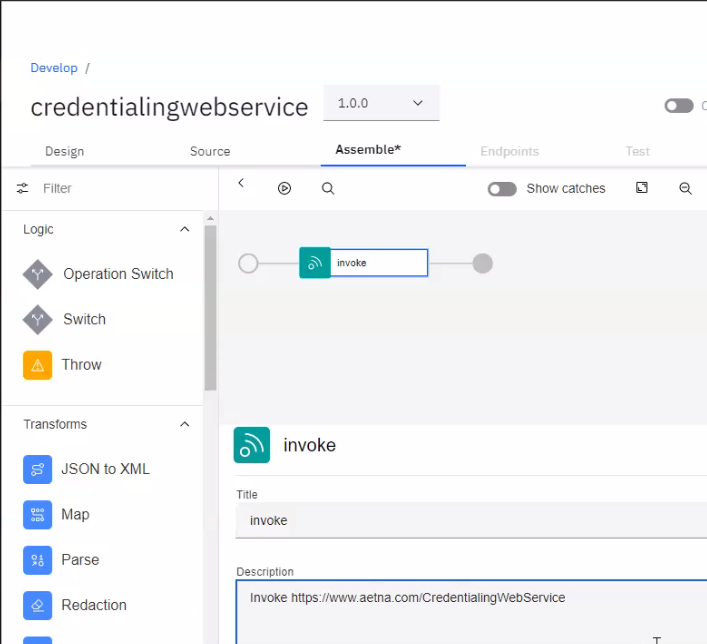 Develop /
credentialingwebservice 1.0.0
Design Source Assemble* Endpoints Test
Filter Show catches
Logic
invoke
Operation Switch
Switch
Throw
Transforms
invoke
JSON to XML
Title
Map
invoke
Parse
Description
Invoke https://www.aetna.com/CredentialingWebService
Redaction